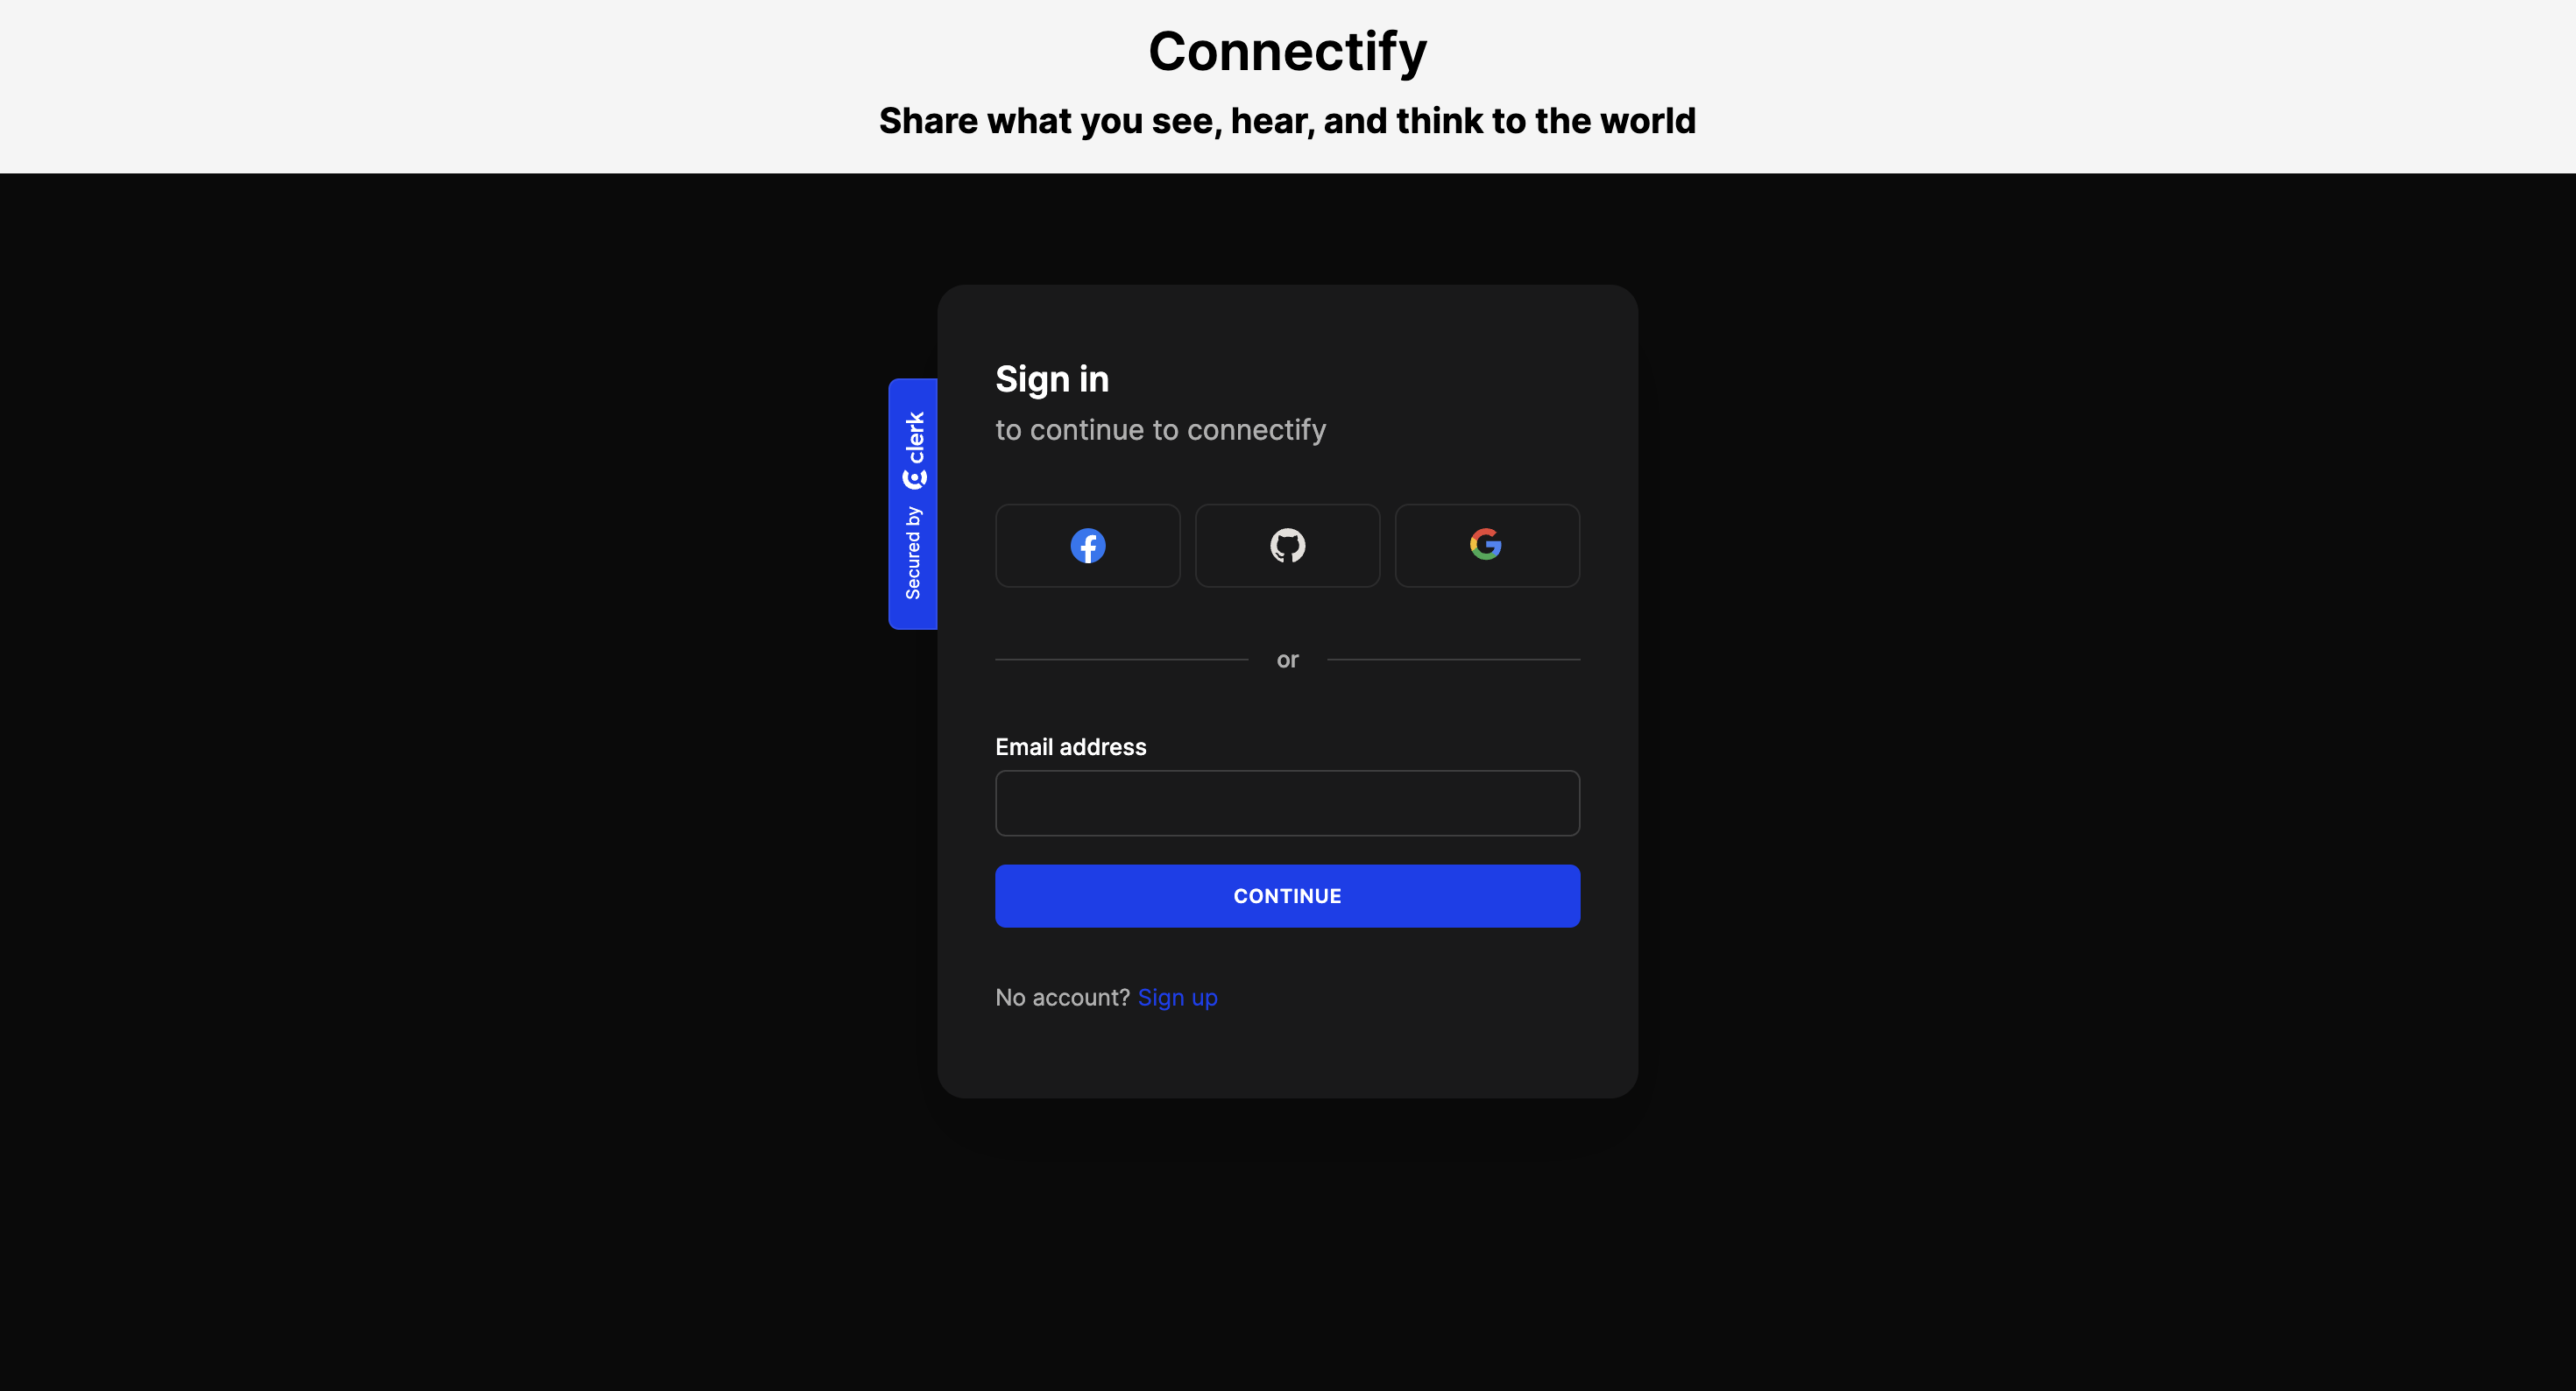 Connectify
Share what you see, hear, and think to the world
Sign in
to continue to connectify
Secured by clerk
or
Email address
CONTINUE
No account? Sign up